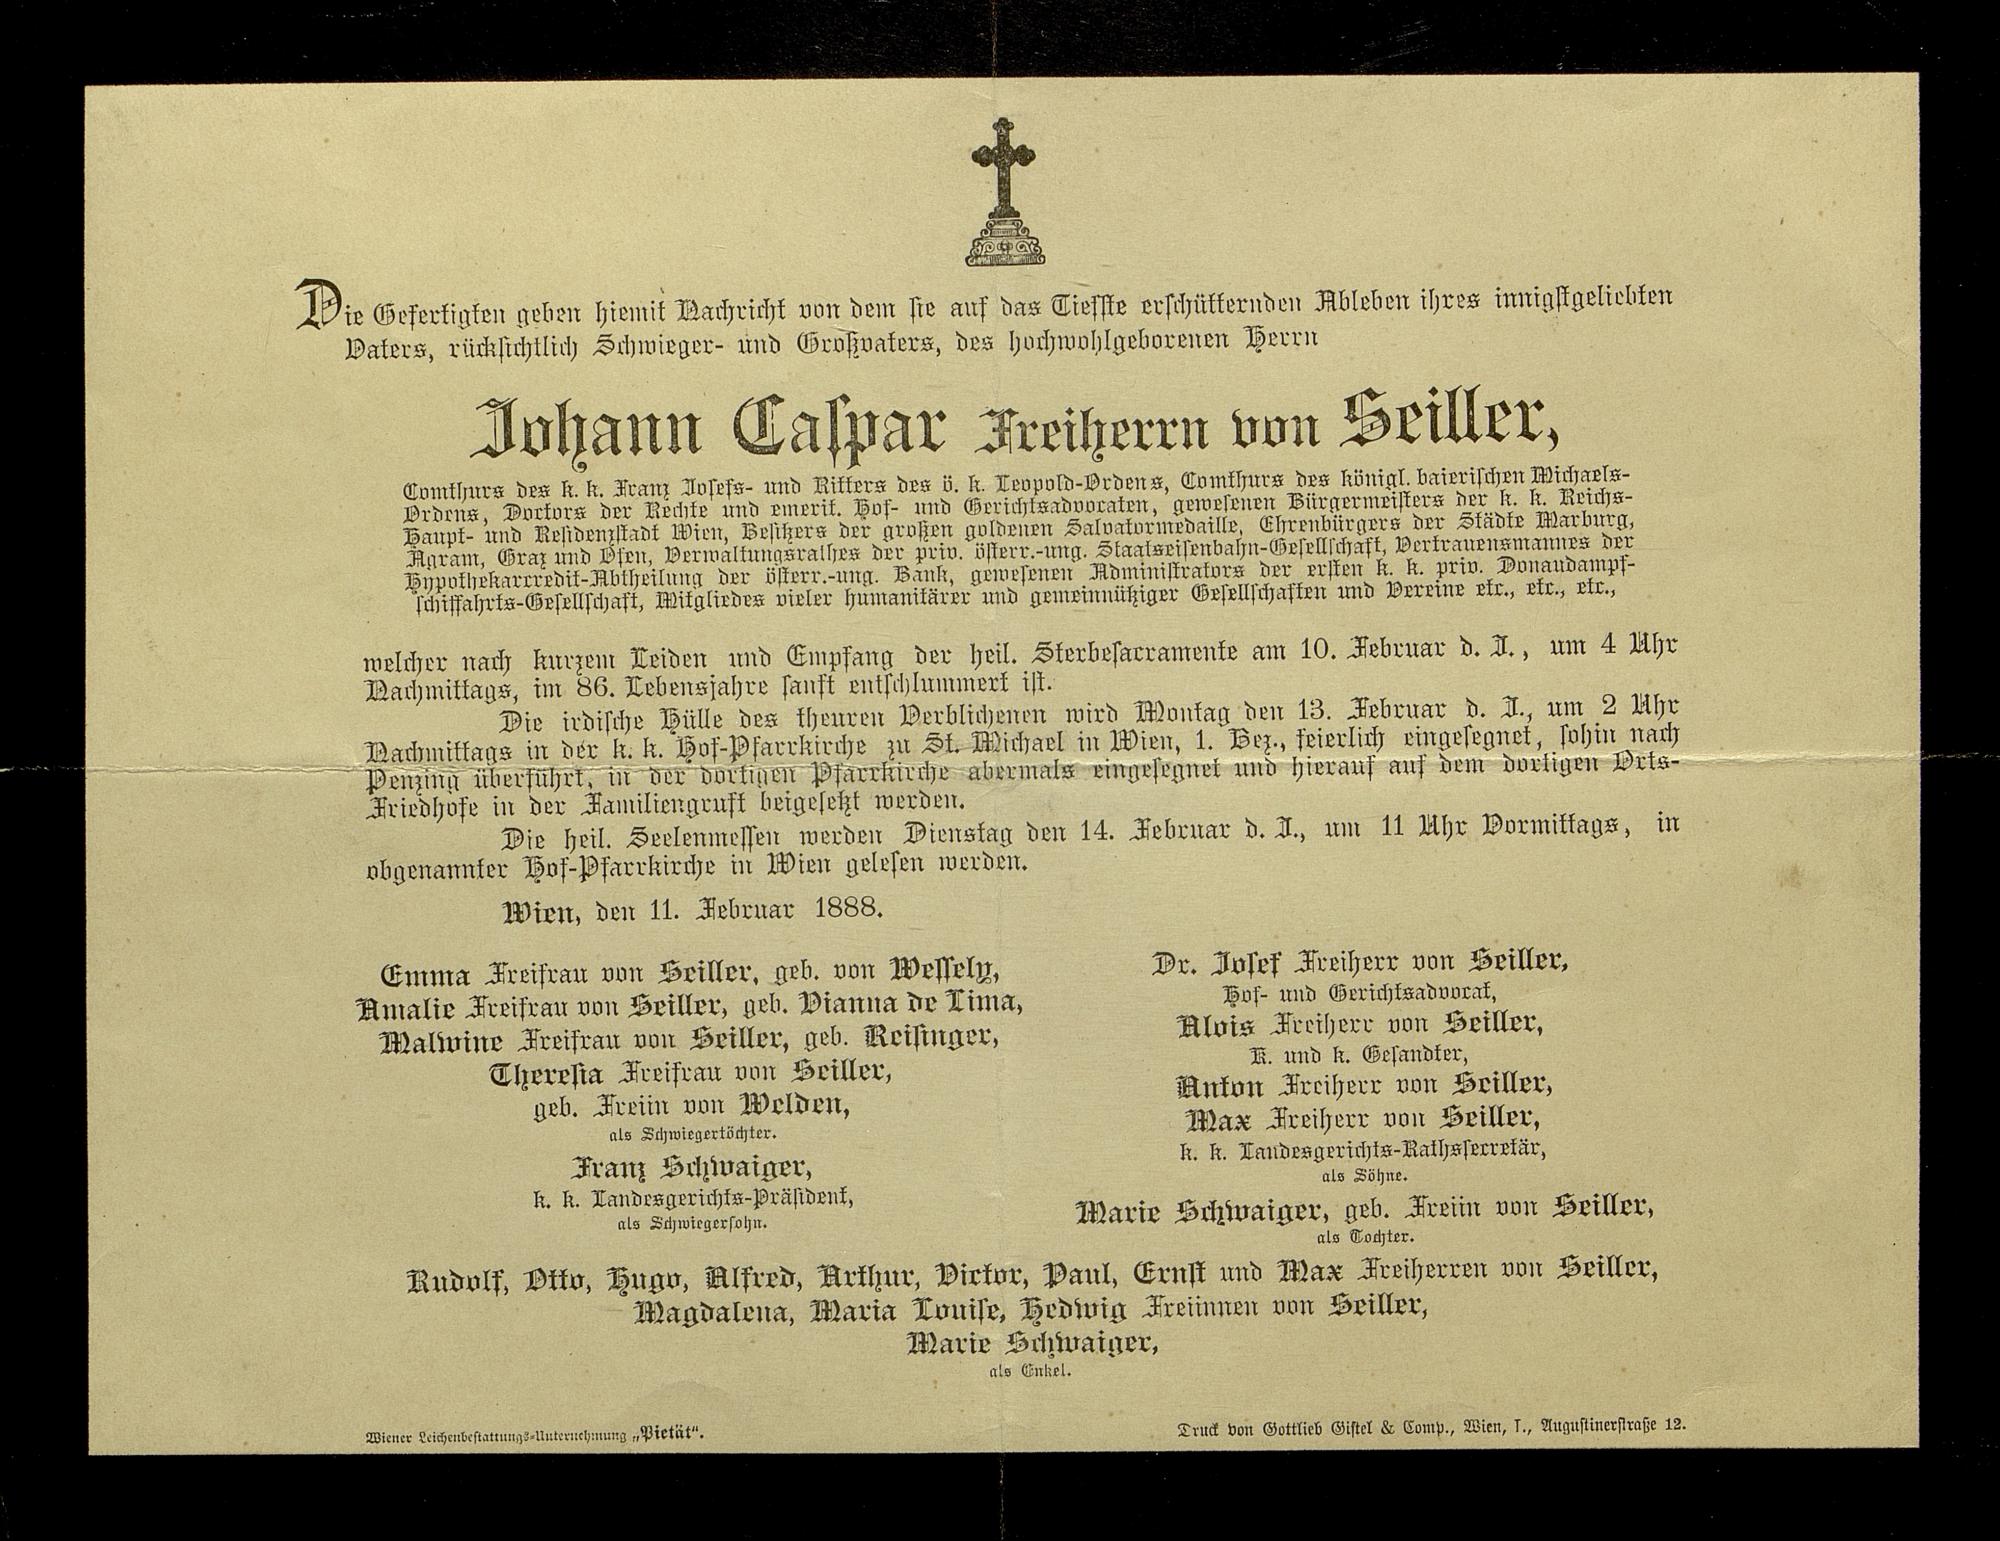 Die Gefertigten geben hiemit Nachricht von dem sie auf das Tiefste erschütternden Ableben ihres innigstgeliebten
Vaters, rücksichtlich Schwieger- und Großvaters, des hochwohlgeborenen Herrn
Johann Caspar Freiherrn von Seiller,
Comthurs des k. k. Franz Josefs- und Ritters des ö. k. Leopold-Ordens, Comthurs des königl. baierischen Michaels-
Ordens, Doctors der Rechte und emerit. Hof- und Gerichtsadvocaten, gewesenen Bürgermeisters der k. k. Reichs-
Haupt- und Residenzstadt Wien, Besitzers der großen goldenen Salvatormedaille, Ehrenbürgers der Städte Marburg,
Agram, Graz und Ofen, Verwaltungsrathes der priv. österr.-ung. Staatseisenbahn-Gesellschaft, Vertrauensmannes der
Hypothekarcredit-Abtheilung der österr.-ung. Bank, gewesenen Administrators der ersten k. k. priv. Donaudampf-
schiffahrts-Gesellschaft, Mitgliedes vieler humanitärer und gemeinnütziger Gesellschaften und Vereine etc., etc., etc.,
welcher nach kurzem Leiden und Empfang der heil. Sterbesacramente am 10. Februar d. J., um 4 Uhr
Nachmittags, im 86. Lebensjahre sanft entschlummert ist.
Die irdische Hülle des theuren Verblichenen wird Montag den 13. Februar d. J., um 2 Uhr
Nachmittags in der k. k. Hof-Pfarrkirche zu St. Michael in Wien, 1. Bez., feierlich eingesegnet, sohin nach
Penzing überführt, in der dortigen Pfarrkirche abermals eingesegnet und hierauf auf dem dortigen Orts-
Friedhofe in der Familiengruft beigesetzt werden.
Die heil. Seelenmessen werden Dienstag den 14. Februar d. J., um 11 Uhr Vormittags, in
obgenannter Hof-Pfarrkirche in Wien gelesen werden.
Wien, den 11. Februar 1888.
Emma Freifrau von Seiller, geb. von Wessely,
Amalie Freifrau von Seiller, geb. Vianna de Lima,
Malwine Freifrau von Seiller, geb. Reisinger,
Theresia Freifrau von Seiller,
geb. Freiin von Welden,
als Schwiegertöchter.
Franz Schwaiger,
k. k. Landesgerichts-Präsident,
als Schwiegersohn.
Dr. Josef Freiherr von Seiller,
Hof- und Gerichtsadvocat,
Alois Freiherr von Seiller,
K. und k. Gesandter,
Anton Freiherr von Seiller,
Max Freiherr von Seiller,
k. k. Landesgerichts-Rathssecretär,
als Söhne.
Marie Schwaiger, geb. Freiin von Seiller,
als Tochter.
Rudolf, Otto, Hugo, Alfred, Arthur, Victor, Paul, Ernst und Max Freiherren von Seiller,
Magdalena, Maria Louise, Hedwig Freiinnen von Seiller,
Marie Schwaiger,
als Enkel.
Wiener Leichenbestattungs-Unternehmung „Pietät“.
Druck von Gottlieb Gistel & Comp., Wien, I., Augustinerstraße 12.